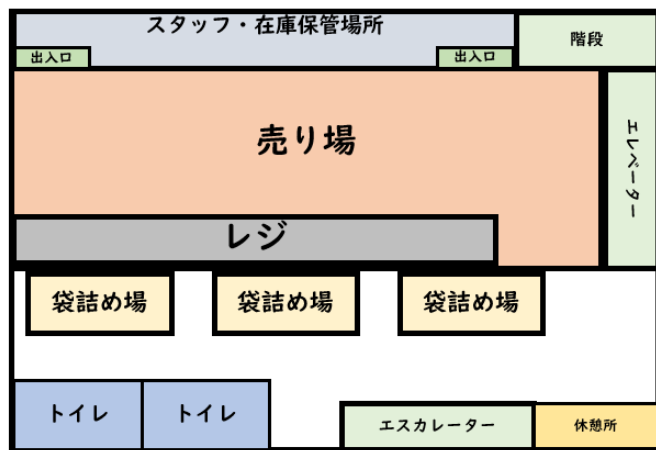 スタッフ・在庫保管場所
階段
出入口
出入口
売り場
エレベーター
レジ
袋詰め場
袋詰め場
袋詰め場
トイレ
トイレ
エスカレーター
休憩所